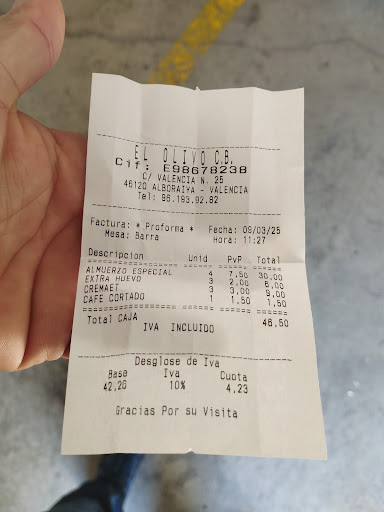 EL OLIVO C.B.
Cif: E98678238
C/ VALENCIA N. 25
46120 ALBORAIYA - VALENCIA
Tel: 96.193.92.82
Factura: * Proforma * Fecha: 09/03/25
Mesa: Barra Hora: 11:27
Descripcion Unid PvP Total
ALMUERZO ESPECIAL 4 7,50 30,00
EXTRA HUEVO 3 2,00 6,00
CREMAET 3 3,00 9,00
CAFE CORTADO 1 1,50 1,50
Total CAJA 46,50
IVA INCLUIDO
Desglose de Iva
Base Iva Cuota
42,26 10% 4,23
Gracias Por su Visita